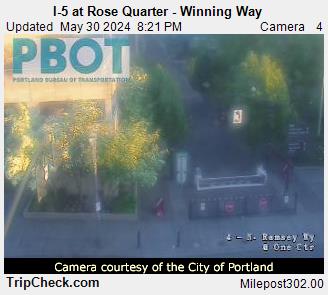 I-5 at Rose Quarter - Winning Way
Updated May 30 2024 8:21 PM Camera 4
PBOT
PORTLAND BUREAU OF TRANSPORTATION
4 - N. Ramsey Wy
@ One Ctr
Camera courtesy of the City of Portland
TripCheck.com Milepost302.00